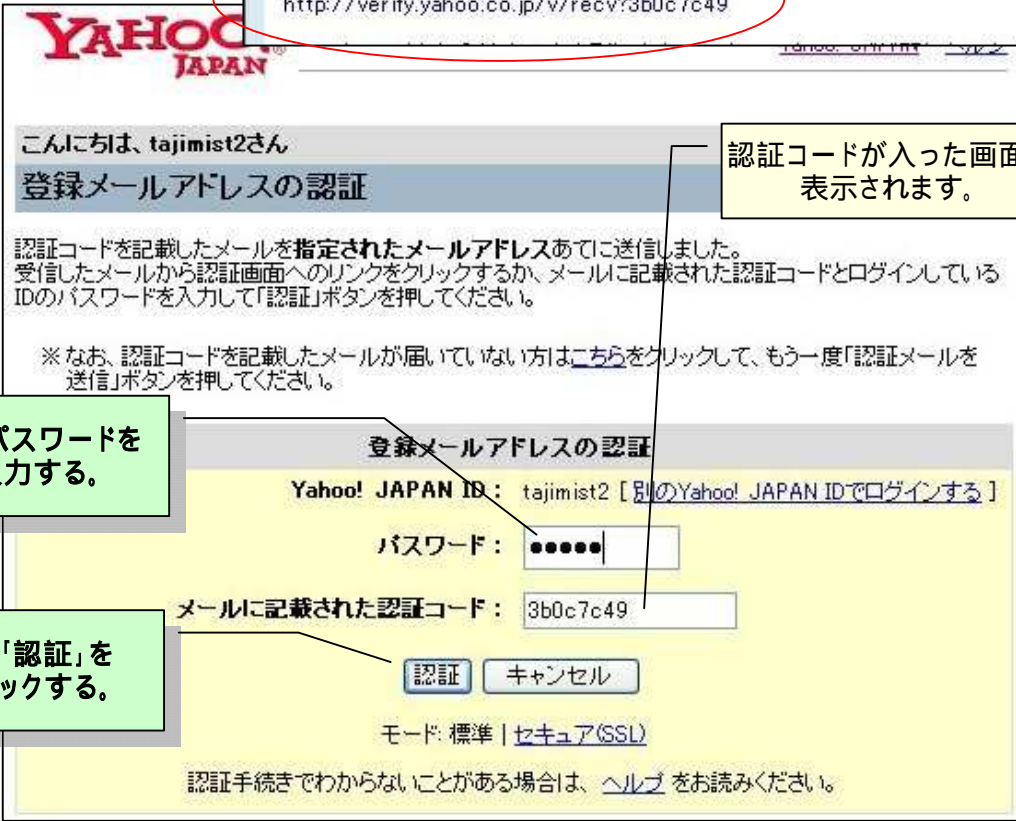 http://verify.yahoo.co.jp/v/recv?3b0c7c49
YAHOO!®
JAPAN
ヘルプ
こんにちは、tajimist2さん
登録メールアドレスの認証
認証コードが入った画面
表示されます。
認証コードを記載したメールを指定されたメールアドレスあてに送信しました。
受信したメールから認証画面へのリンクをクリックするか、メールに記載された認証コードとログインしている
IDのパスワードを入力して「認証」ボタンを押してください。
※なお、認証コードを記載したメールが届いていない方はこちらをクリックして、もう一度「認証メールを
送信」ボタンを押してください。
パスワードを
力する。
登録メールアドレスの認証
Yahoo! JAPAN ID： tajimist2 [ 別のYahoo! JAPAN IDでログインする ]
パスワード： ●●●●●
メールに記載された認証コード： 3b0c7c49
「認証」を
ックする。
認証 キャンセル
モード: 標準 | セキュア(SSL)
認証手続きでわからないことがある場合は、 ヘルプ をお読みください。